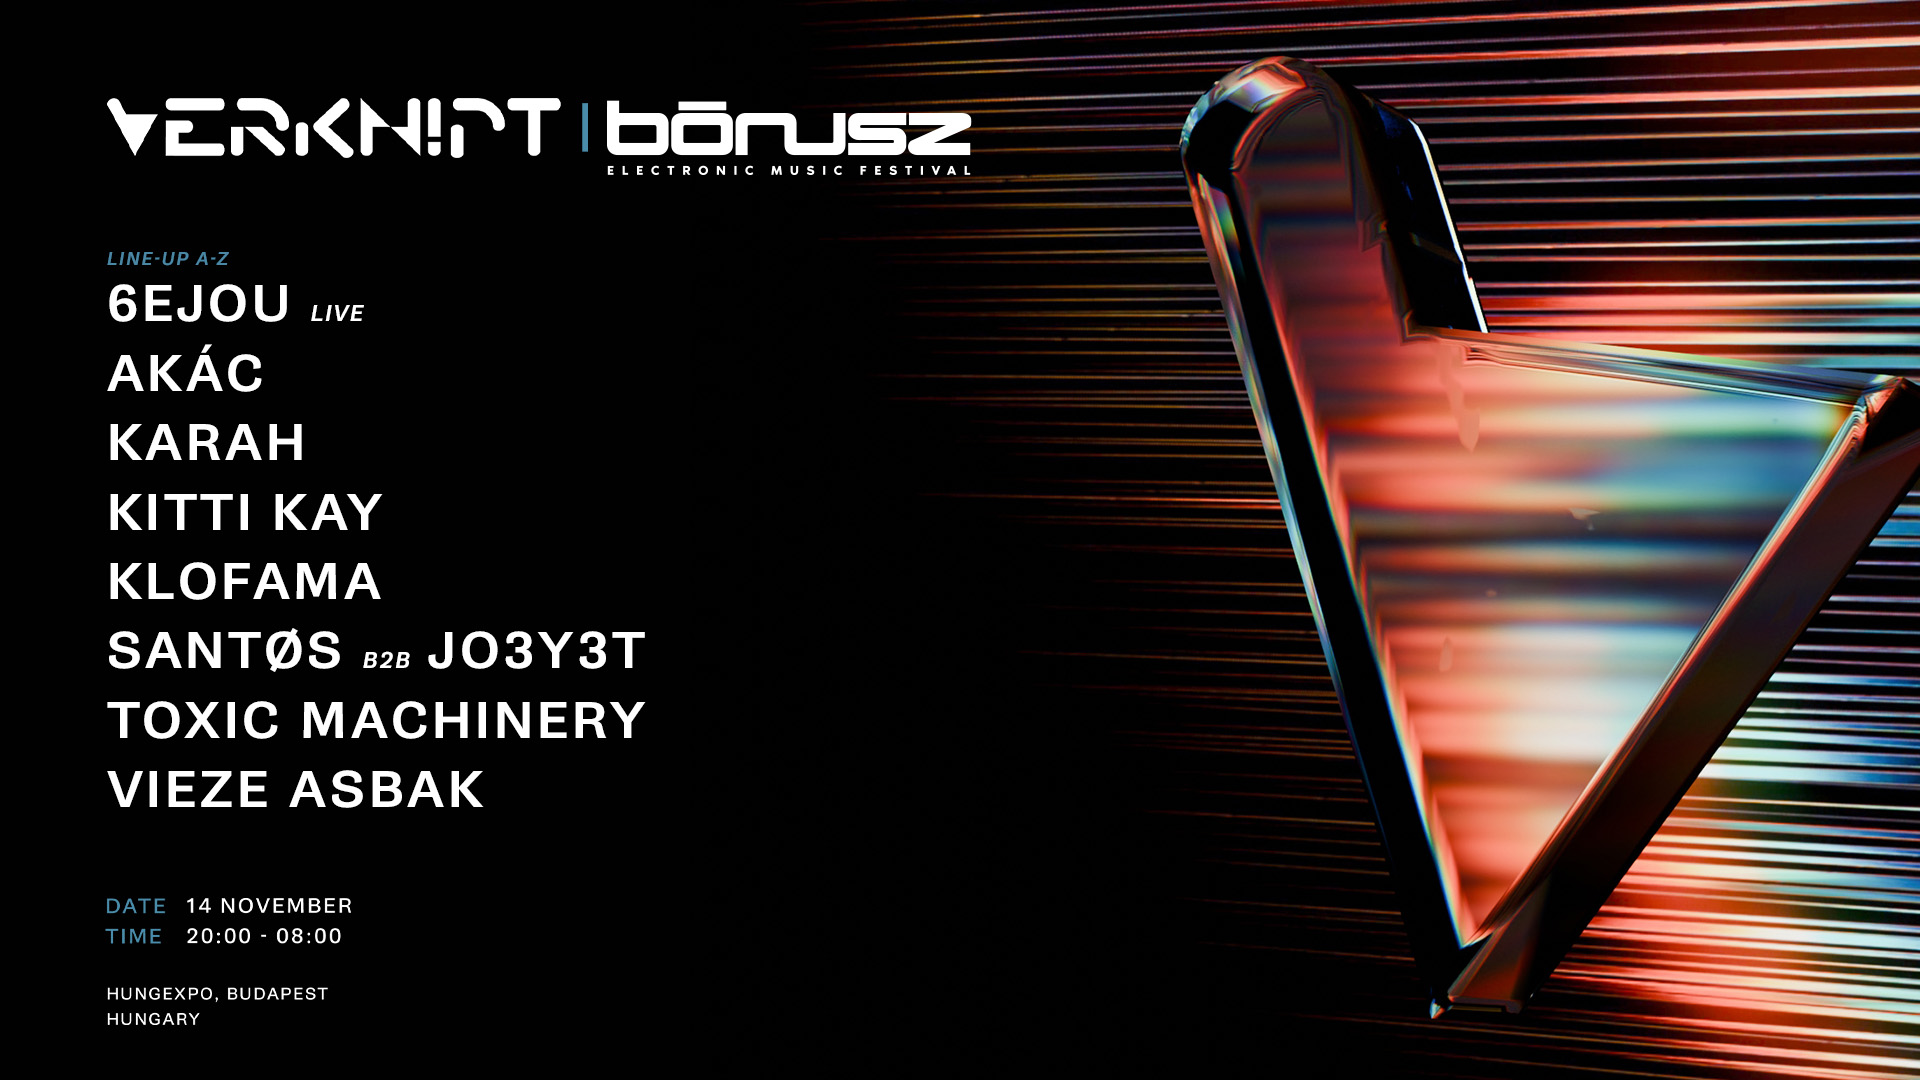 VERKNIPT | bōnusz
ELECTRONIC MUSIC FESTIVAL
LINE-UP A-Z
6EJOU LIVE
AKÁC
KARAH
KITTI KAY
KLOFAMA
SANTØS B2B JO3Y3T
TOXIC MACHINERY
VIEZE ASBAK
DATE 14 NOVEMBER
TIME 20:00 - 08:00
HUNGEXPO, BUDAPEST
HUNGARY